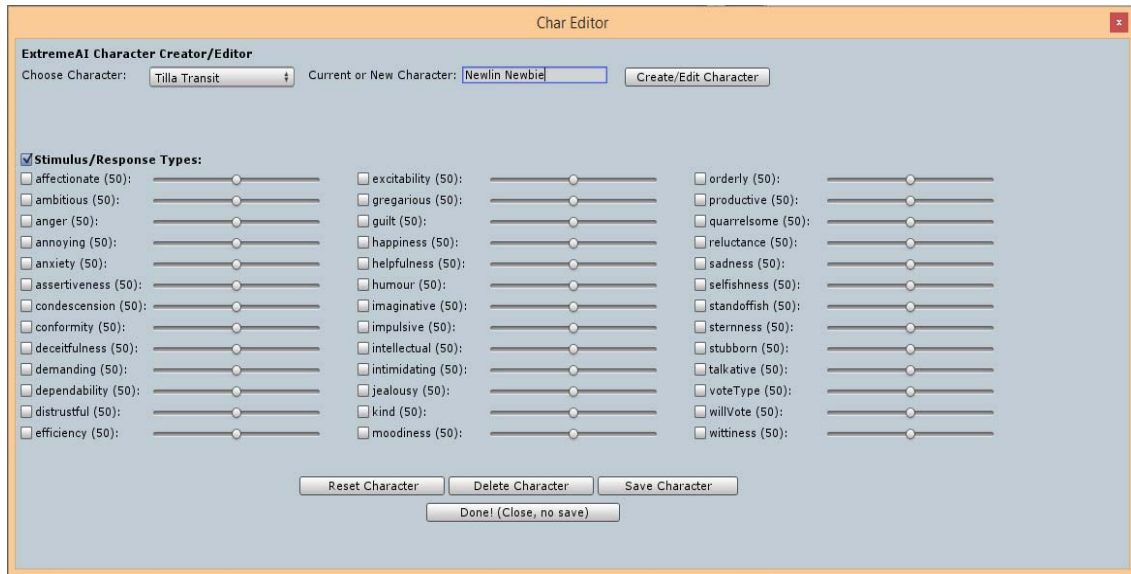 Char Editor
x
ExtremeAI Character Creator/Editor
Choose Character: Tilla Transit Current or New Character: Newlin Newbie Create/Edit Character
Stimulus/Response Types:
affectionate (50): excitability (50): orderly (50):
ambitious (50): gregarious (50): productive (50):
anger (50): guilt (50): quarrelsome (50):
annoying (50): happiness (50): reluctance (50):
anxiety (50): helpfulness (50): sadness (50):
assertiveness (50): humour (50): selfishness (50):
condescension (50): imaginative (50): standoffish (50):
conformity (50): impulsive (50): sternness (50):
deceitfulness (50): intellectual (50): stubborn (50):
demanding (50): intimidating (50): talkative (50):
dependability (50): jealousy (50): voteType (50):
distrustful (50): kind (50): willVote (50):
efficiency (50): moodiness (50): wittiness (50):
Reset Character Delete Character Save Character
Done! (Close, no save)